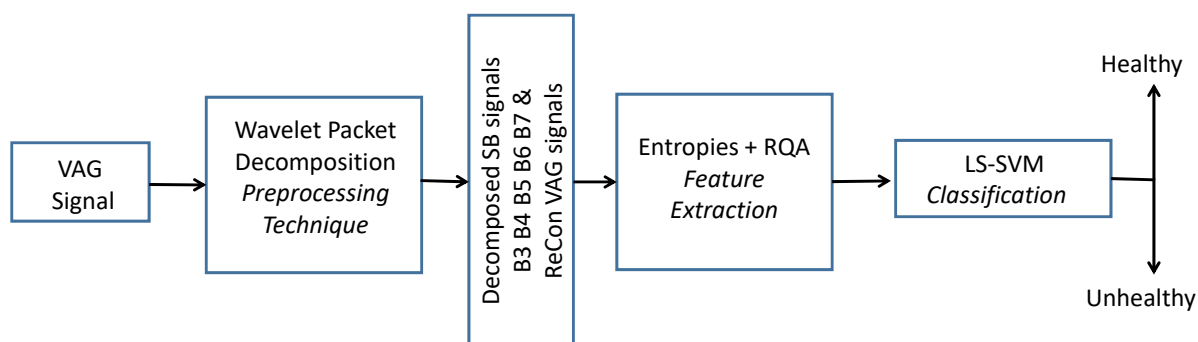 VAG
Signal
Wavelet Packet
Decomposition
Preprocessing
Technique
Decomposed SB signals
B3 B4 B5 B6 B7 &
ReCon VAG signals
Entropies + RQA
Feature
Extraction
LS-SVM
Classification
Healthy
Unhealthy